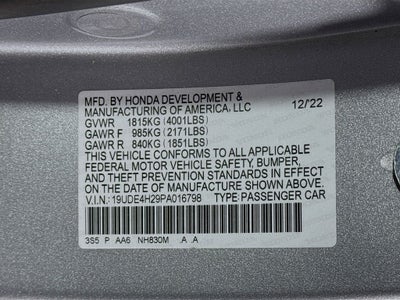 MFD. BY HONDA DEVELOPMENT &
MANUFACTURING OF AMERICA, LLC
GVWR 1815KG (4001LBS) 12/22
GAWR F 985KG (2171LBS)
GAWR R 840KG (1851LBS)
THIS VEHICLE CONFORMS TO ALL APPLICABLE
FEDERAL MOTOR VEHICLE SAFETY, BUMPER,
AND THEFT PREVENTION STANDARDS IN EFFECT
ON THE DATE OF MANUFACTURE SHOWN ABOVE.
V.I.N.: 19UDE4H29PA016798 TYPE: PASSENGER CAR
3S5 P AA6 NH830M A A